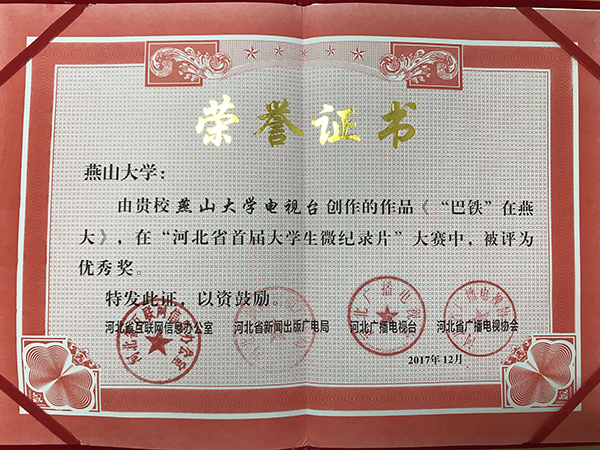 荣誉证书
燕山大学：
由贵校燕山大学电视台创作的作品《“巴铁”在燕
大》，在“河北省首届大学生微纪录片”大赛中，被评为
优秀奖。
特发此证，以资鼓励。
河北省互联网信息办公室 河北省新闻出版广电局 河北广播电视台 河北省广播电视协会
2017年12月